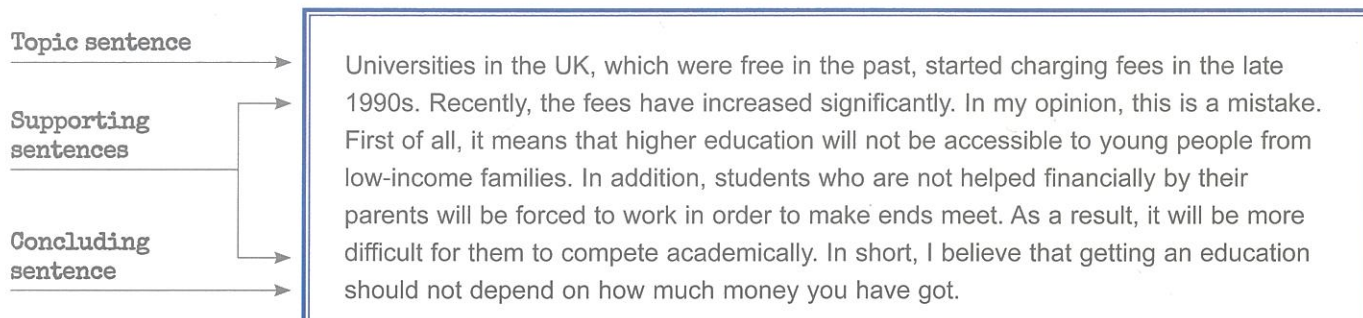 Topic sentence
Supporting
sentences
Concluding
sentence
Universities in the UK, which were free in the past, started charging fees in the late
1990s. Recently, the fees have increased significantly. In my opinion, this is a mistake.
First of all, it means that higher education will not be accessible to young people from
low-income families. In addition, students who are not helped financially by their
parents will be forced to work in order to make ends meet. As a result, it will be more
difficult for them to compete academically. In short, I believe that getting an education
should not depend on how much money you have got.